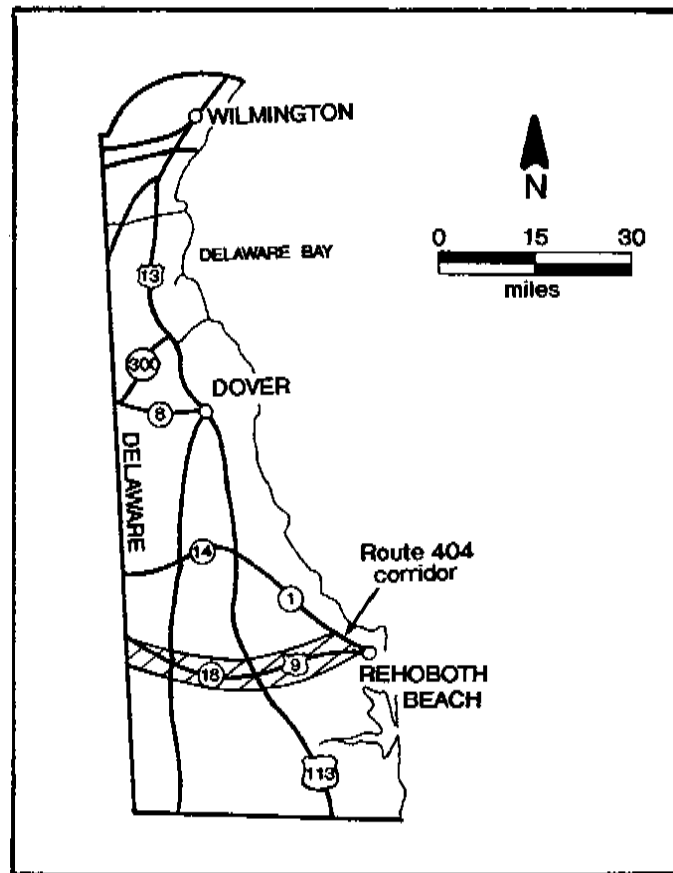 WILMINGTON
N
0 15 30
miles
DELAWARE BAY
13
300
DOVER
8
DELAWARE
14
Route 404
corridor
1
18
9
REHOBOTH
BEACH
113